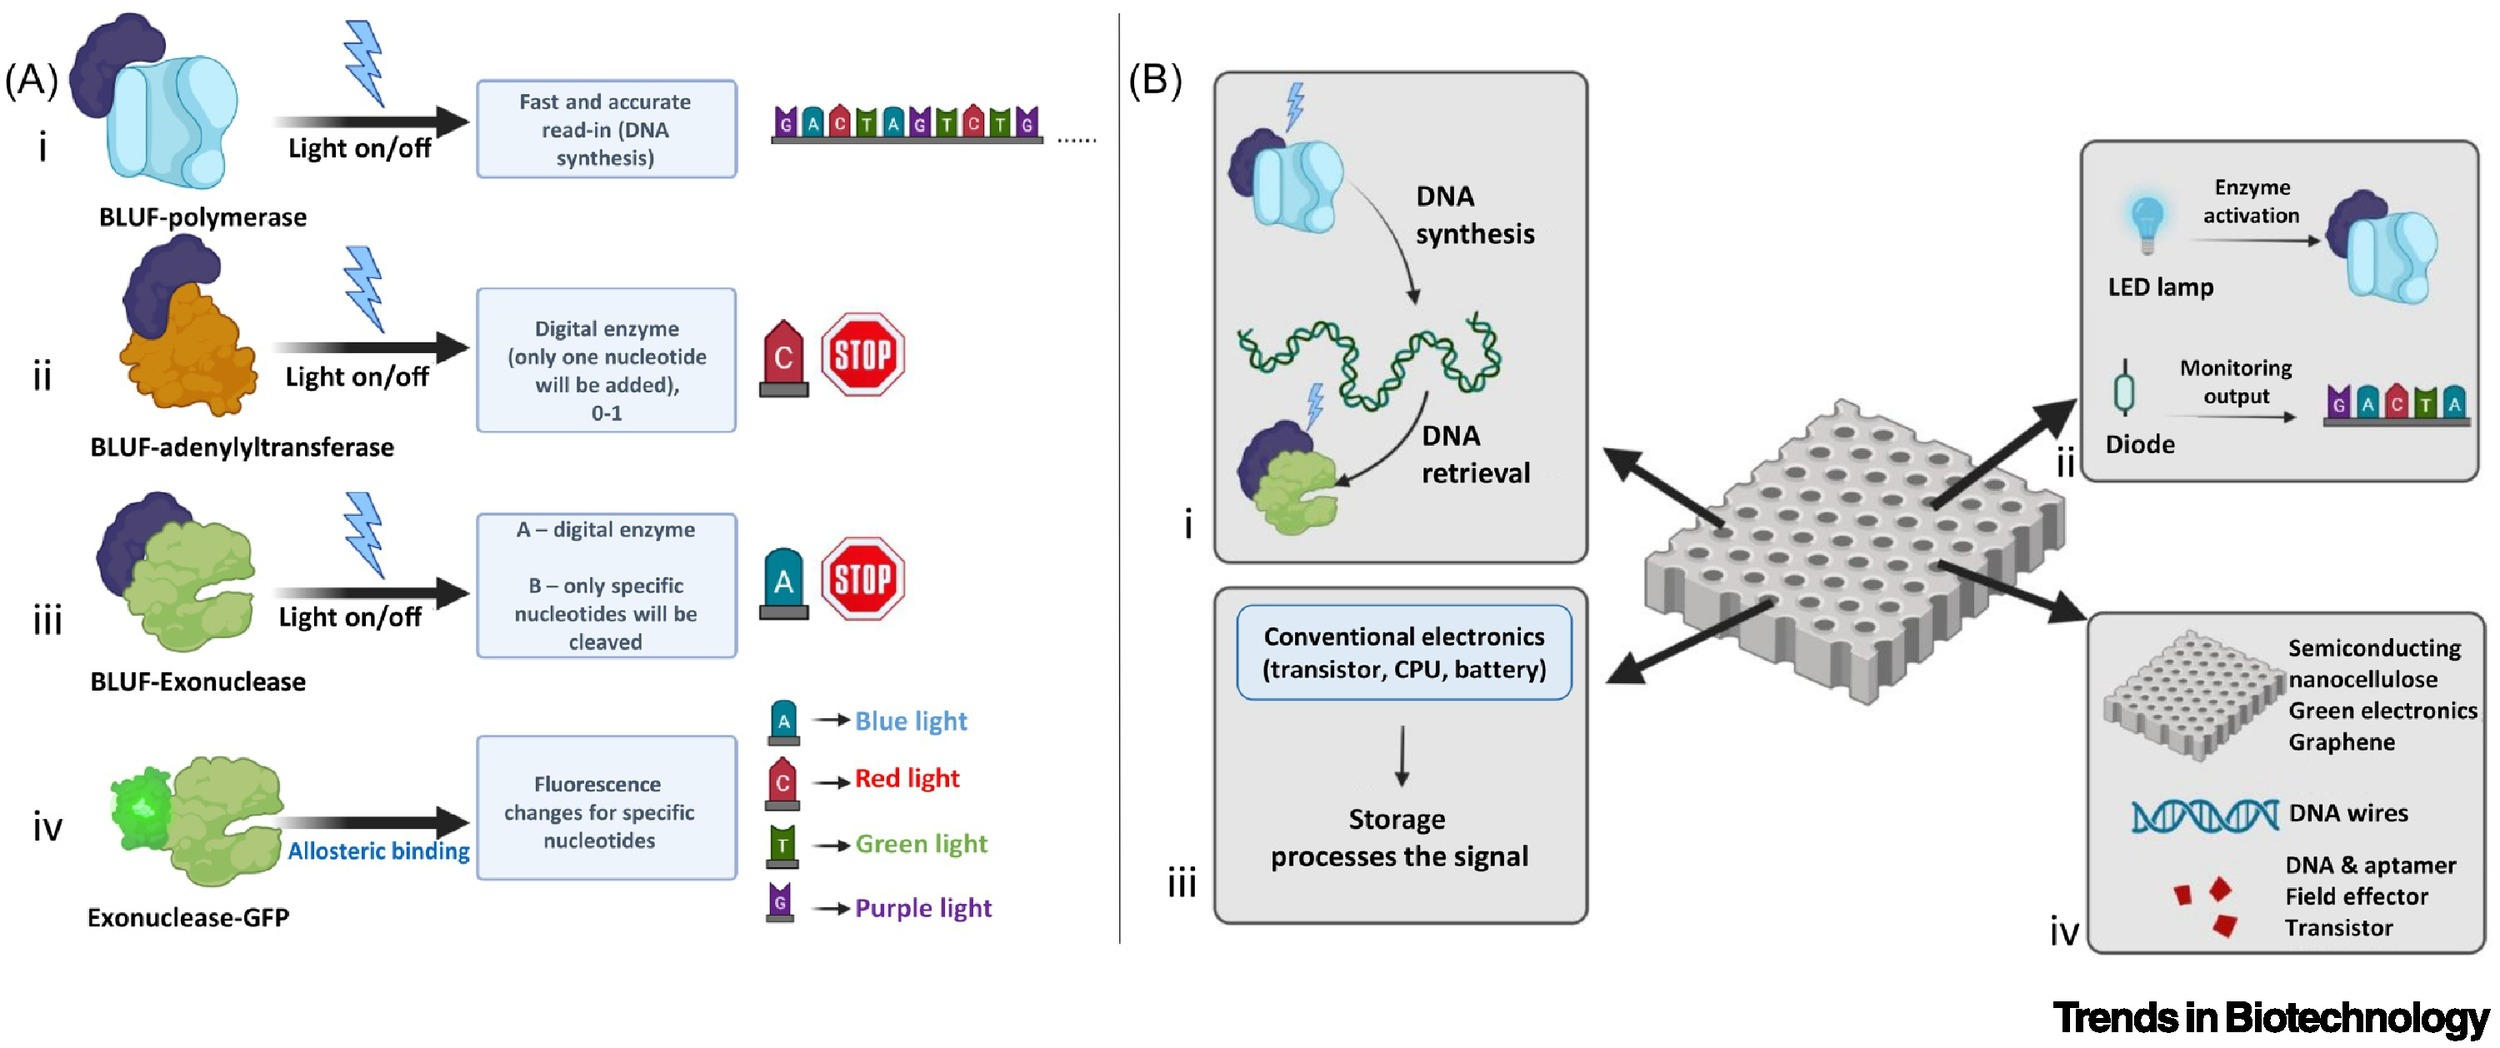 (A)
i
BLUF-polymerase
Light on/off
Fast and accurate
read-in (DNA
synthesis)
G A C T A G T C T G ......
ii
BLUF-adenylyltransferase
Light on/off
Digital enzyme
(only one nucleotide
will be added),
0-1
C STOP
iii
BLUF-Exonuclease
Light on/off
A – digital enzyme
B – only specific
nucleotides will be
cleaved
A STOP
iv
Exonuclease-GFP
Allosteric binding
Fluorescence
changes for specific
nucleotides
A Blue light
C Red light
T Green light
G Purple light
(B)
i
DNA
synthesis
DNA
retrieval
ii
Enzyme
activation
LED lamp
Monitoring
output
Diode
G A C T A
iii
Conventional electronics
(transistor, CPU, battery)
Storage
processes the signal
iv
Semiconducting
nanocellulose
Green electronics
Graphene
DNA wires
DNA & aptamer
Field effector
Transistor
Trends in Biotechnology